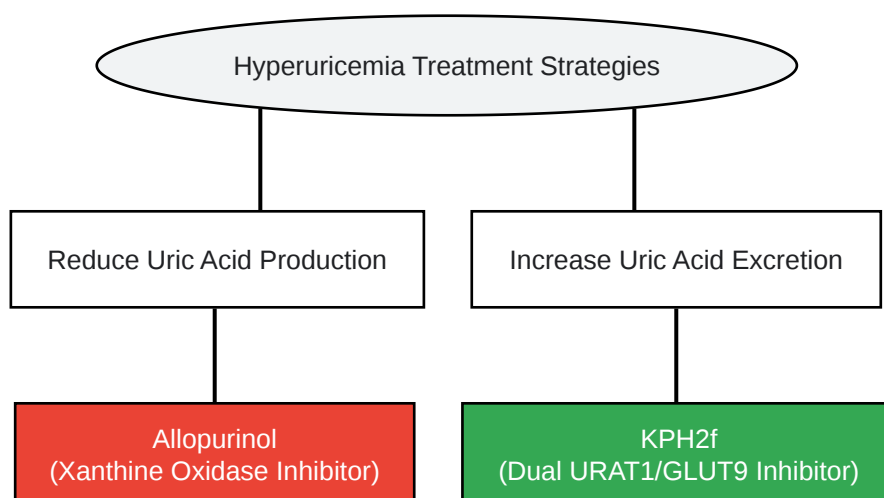 Hyperuricemia Treatment Strategies
Reduce Uric Acid Production
Increase Uric Acid Excretion
Allopurinol
(Xanthine Oxidase Inhibitor)
KPH2f
(Dual URAT1/GLUT9 Inhibitor)